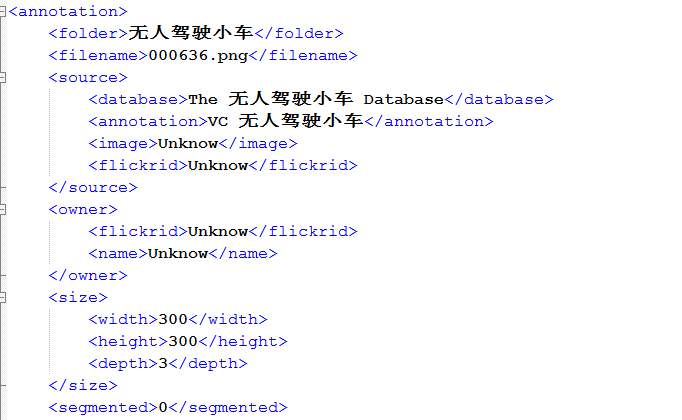 <annotation>
<folder>无人驾驶小车</folder>
<filename>000636.png</filename>
<source>
<database>The 无人驾驶小车 Database</database>
<annotation>VC 无人驾驶小车</annotation>
<image>Unknow</image>
<flickrid>Unknow</flickrid>
</source>
<owner>
<flickrid>Unknow</flickrid>
<name>Unknow</name>
</owner>
<size>
<width>300</width>
<height>300</height>
<depth>3</depth>
</size>
<segmented>0</segmented>